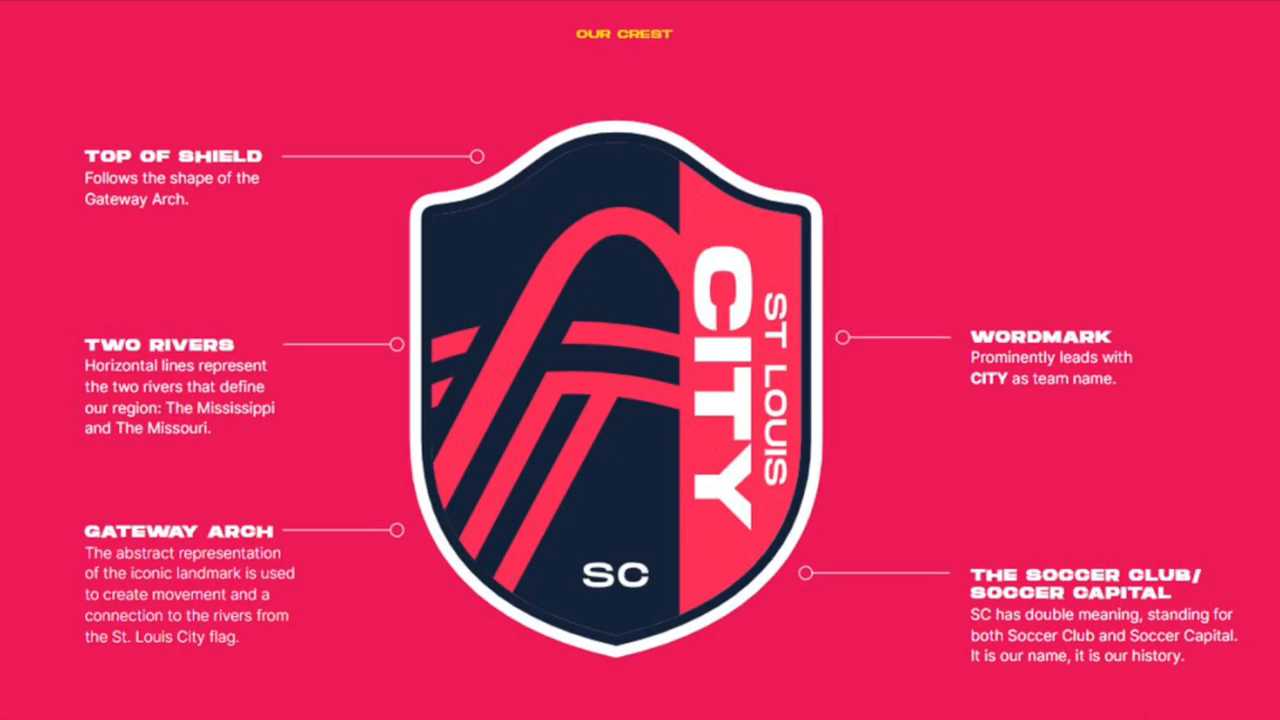 OUR CREST
TOP OF SHIELD
Follows the shape of the
Gateway Arch.
TWO RIVERS
Horizontal lines represent
the two rivers that define
our region: The Mississippi
and The Missouri.
GATEWAY ARCH
The abstract representation
of the iconic landmark is used
to create movement and a
connection to the rivers from
the St. Louis City flag.
CITY
ST LOUIS
SC
WORDMARK
Prominently leads with
CITY as team name.
THE SOCCER CLUB/
SOCCER CAPITAL
SC has double meaning, standing for
both Soccer Club and Soccer Capital.
It is our name, it is our history.